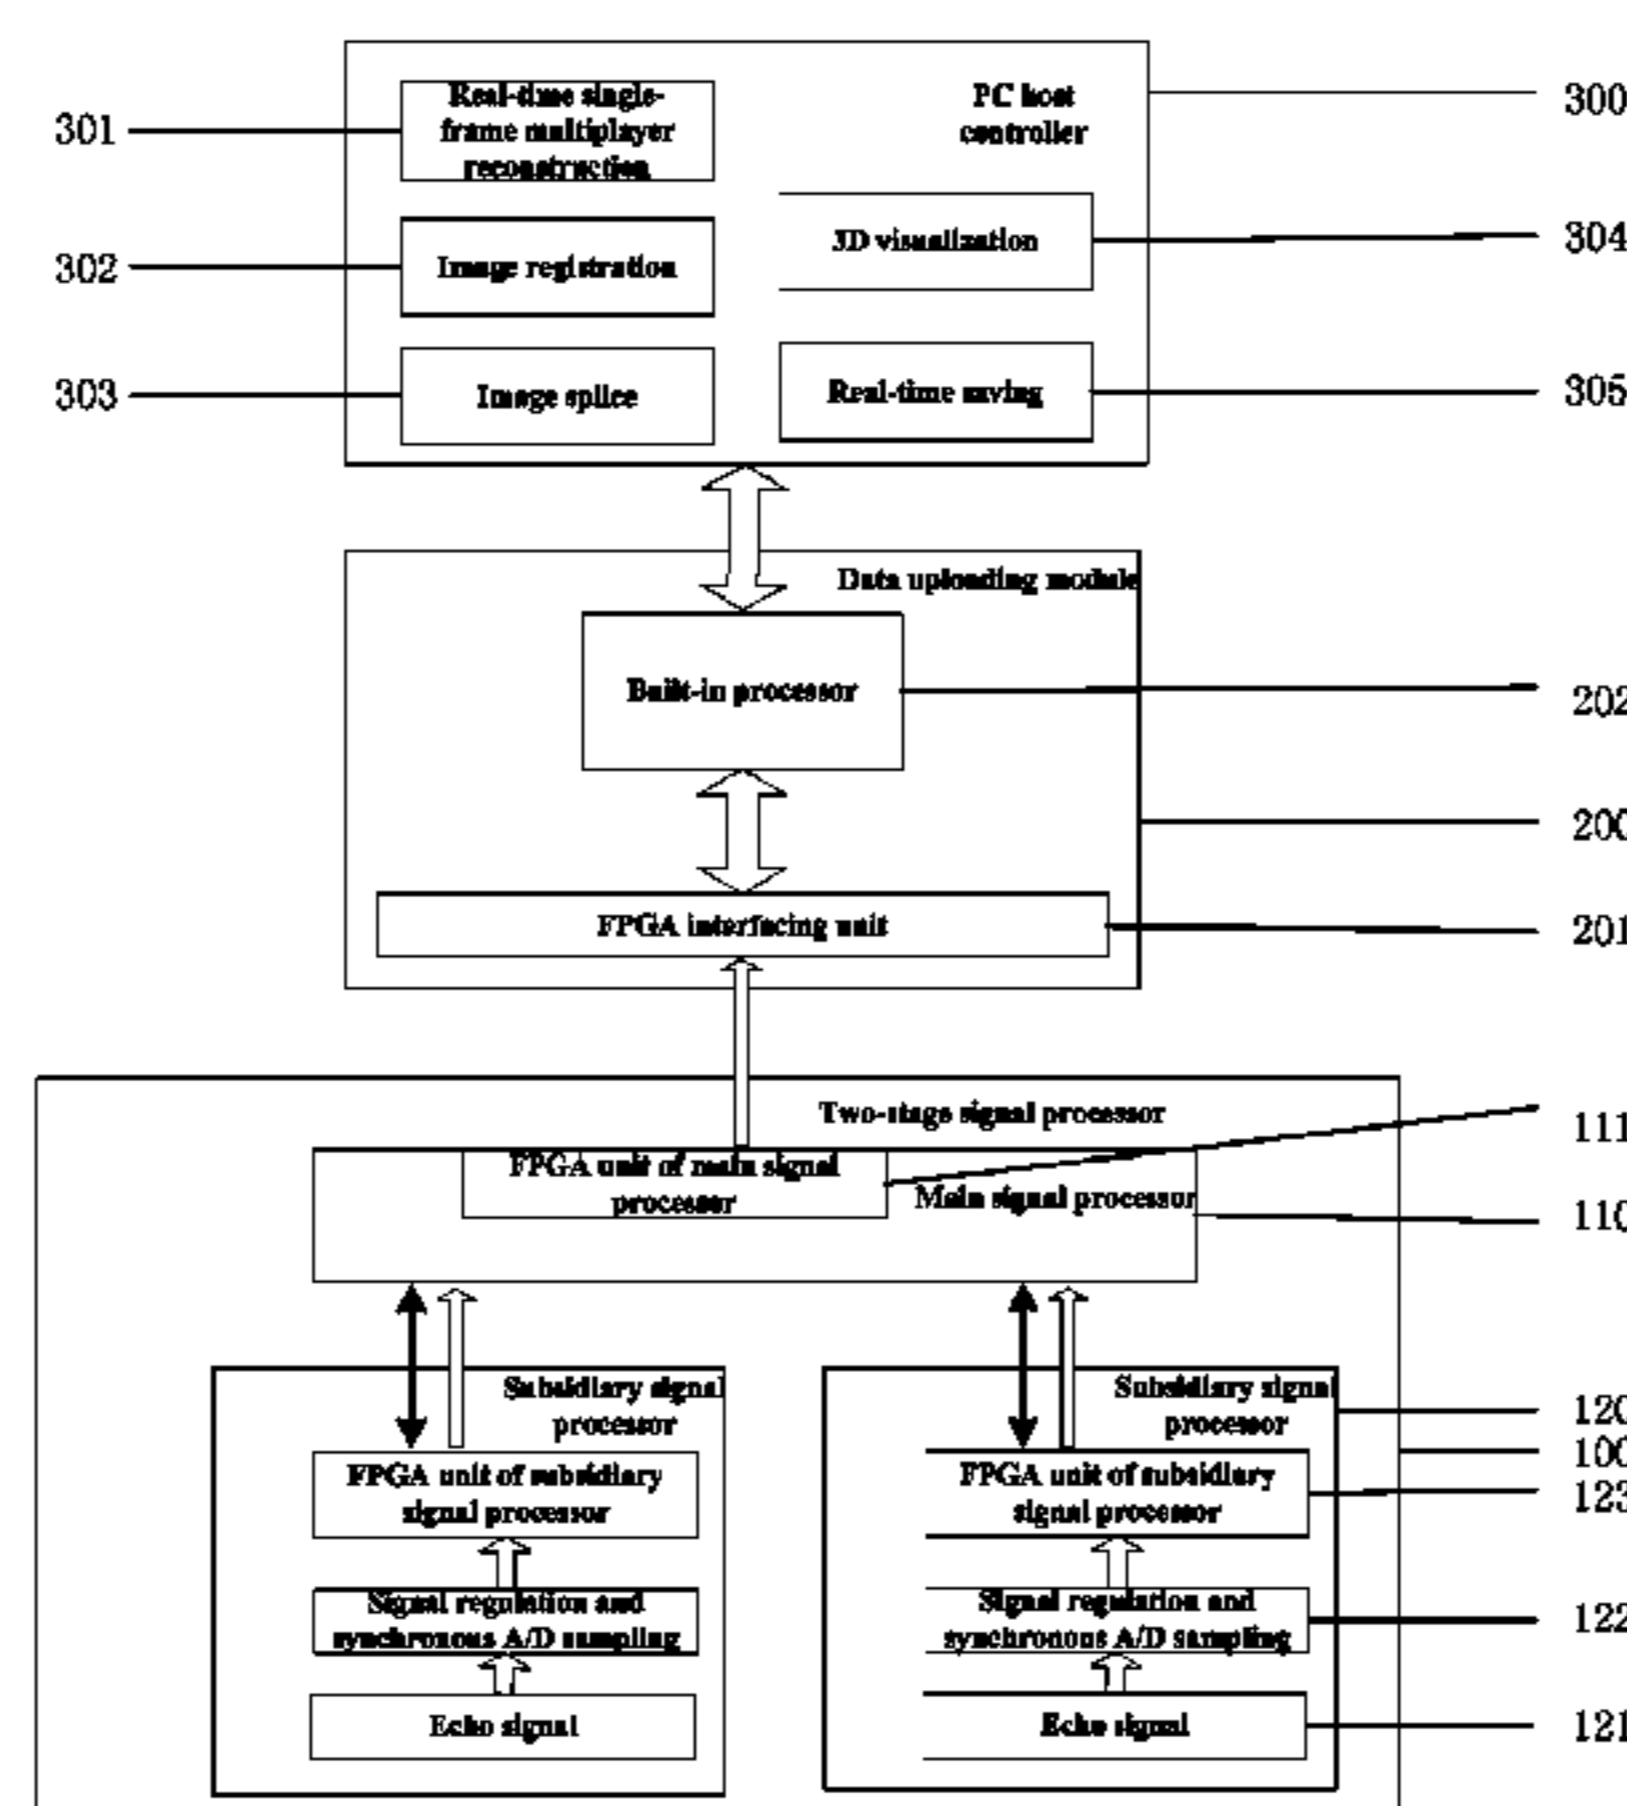 Real-time single-
frame multiplayer
reconstruction
PC host
controller
300
301
3D visualization
304
Image registration
302
Image splice
303
Real-time saving
305
Data uploading module
Built-in processor
202
200
FPGA interfacing unit
201
Two-stage signal processor
111
FPGA unit of main signal
processor
Main signal processor
110
Subsidiary signal
processor
Subsidiary signal
processor
120
100
FPGA unit of subsidiary
signal processor
FPGA unit of subsidiary
signal processor
123
Signal regulation and
synchronous A/D sampling
Signal regulation and
synchronous A/D sampling
122
Echo signal
Echo signal
121